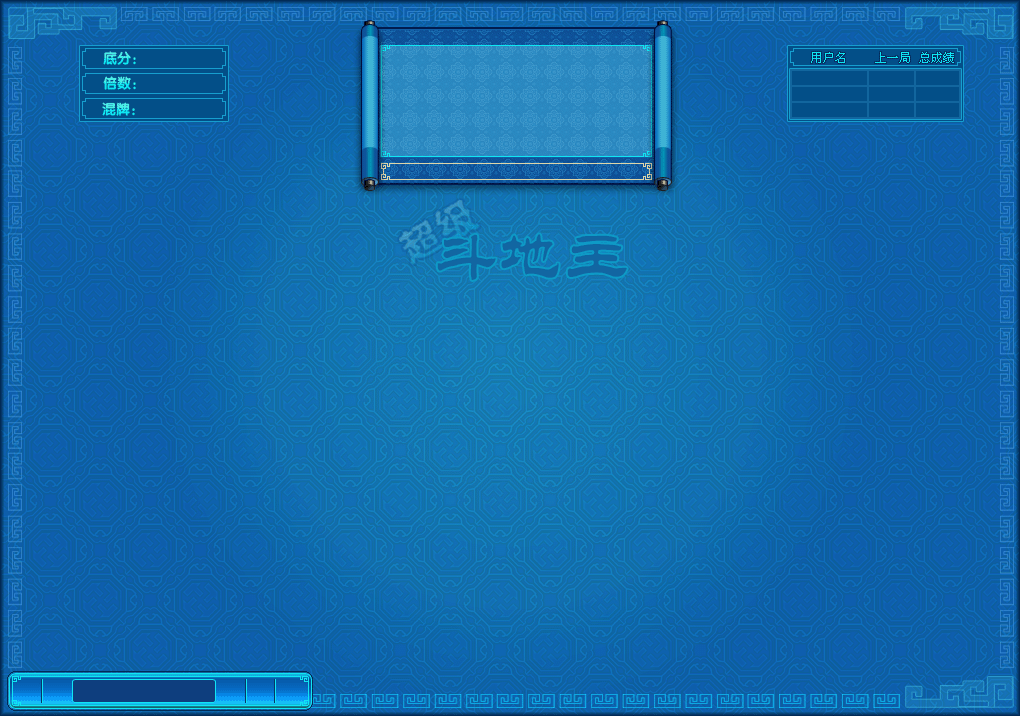 底分：
倍数：
混牌：
用户名 上一局 总成绩
超级
斗地主